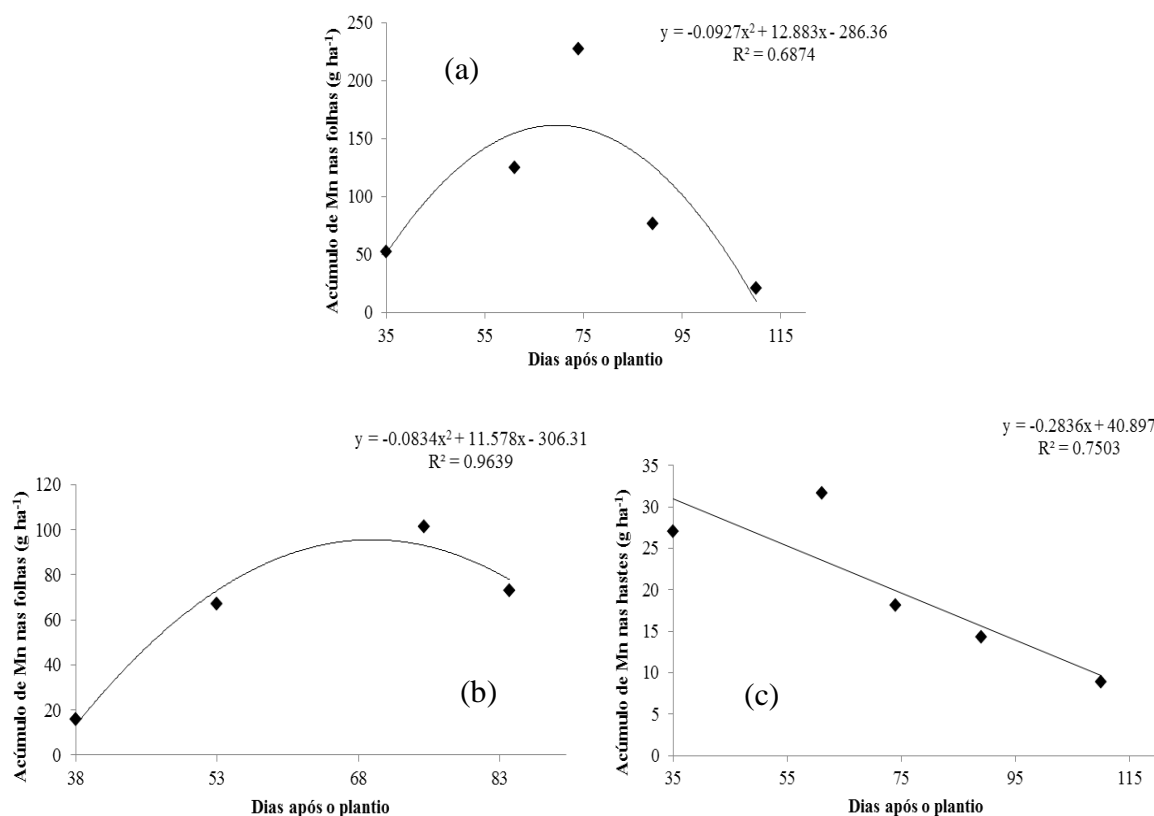 y = -0.0927x² + 12.883x - 286.36
R² = 0.6874
(a)
Acúmulo de Mn nas folhas (g ha⁻¹)
250
200
150
100
50
0
35 55 75 95 115
Dias após o plantio
y = -0.0834x² + 11.578x - 306.31
R² = 0.9639
(b)
Acúmulo de Mn nas folhas (g ha⁻¹)
120
100
80
60
40
20
0
38 53 68 83
Dias após o plantio
y = -0.2836x + 40.897
R² = 0.7503
(c)
Acúmulo de Mn nas hastes (g ha⁻¹)
35
30
25
20
15
10
5
0
35 55 75 95 115
Dias após o plantio